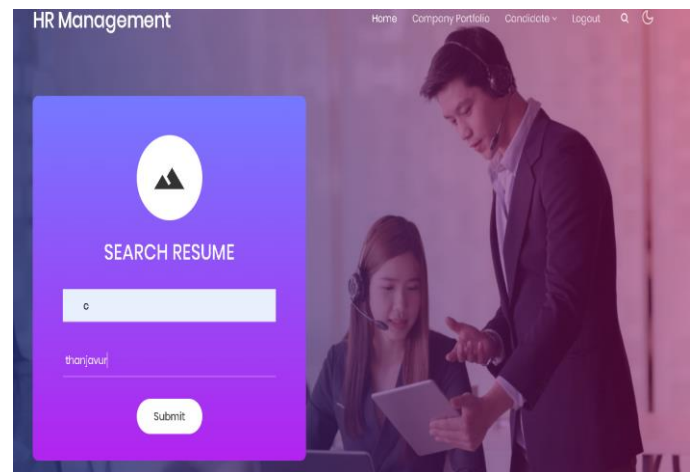 HR Management
Home Company Portfolio Candidate Logout
SEARCH RESUME
c
thanjavur
Submit